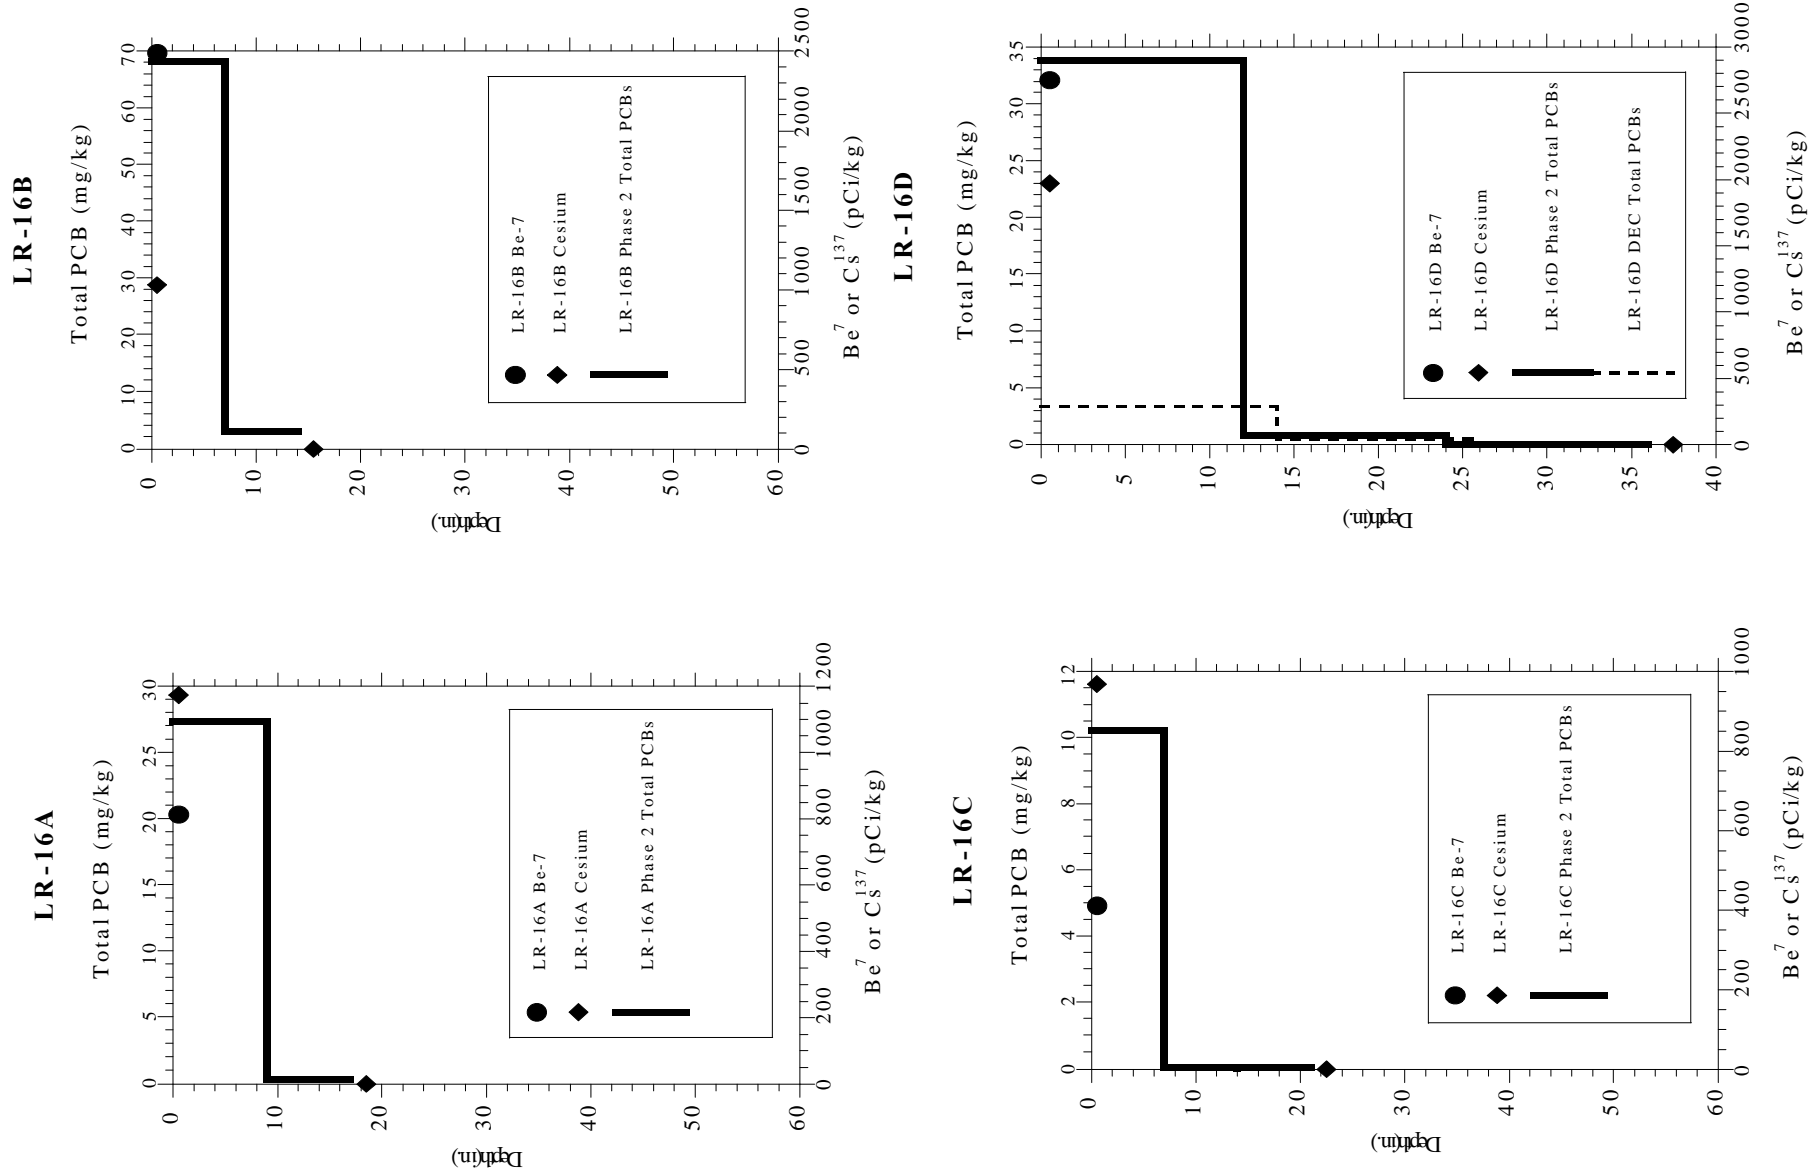 LR-16A
Total PCB (mg/kg)
0 5 10 15 20 25 30
0
10
20
30
40
50
60
Depth (in.)
LR-16A Be-7
LR-16A Cesium
LR-16A Phase 2 Total PCBs
0 200 400 600 800 1000 1200
Be7 or Cs137 (pCi/kg)
LR-16B
Total PCB (mg/kg)
0 10 20 30 40 50 60 70
0
10
20
30
40
50
60
Depth (in.)
LR-16B Be-7
LR-16B Cesium
LR-16B Phase 2 Total PCBs
0 500 1000 1500 2000 2500
Be7 or Cs137 (pCi/kg)
LR-16C
Total PCB (mg/kg)
0 2 4 6 8 10 12
0
10
20
30
40
50
60
Depth (in.)
LR-16C Be-7
LR-16C Cesium
LR-16C Phase 2 Total PCBs
0 200 400 600 800 1000
Be7 or Cs137 (pCi/kg)
LR-16D
Total PCB (mg/kg)
0 5 10 15 20 25 30 35
0
5
10
15
20
25
30
35
40
Depth (in.)
LR-16D Be-7
LR-16D Cesium
LR-16D Phase 2 Total PCBs
LR-16D DEC Total PCBs
0 500 1000 1500 2000 2500 3000
Be7 or Cs137 (pCi/kg)